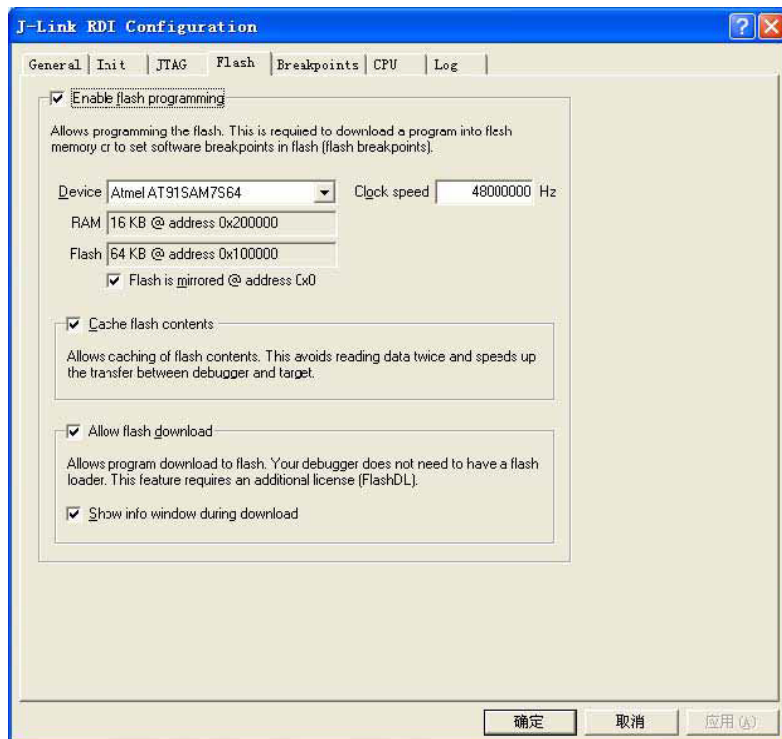 J-Link RDI Configuration
General Init JTAG Flash Breakpoints CPU Log
Enable flash programming
Allows programming the flash. This is required to download a program into flash
memory or to set software breakpoints in flash (flash breakpoints).
Device Atmel AT91SAM7S64 Clock speed 48000000 Hz
RAM 16 KB @ address 0x200000
Flash 64 KB @ address 0x100000
Flash is mirrored @ address 0x0
Cache flash contents
Allows caching of flash contents. This avoids reading data twice and speeds up
the transfer between debugger and target.
Allow flash download
Allows program download to flash. Your debugger does not need to have a flash
loader. This feature requires an additional license (FlashDL).
Show info window during download
确定 取消 应用(A)